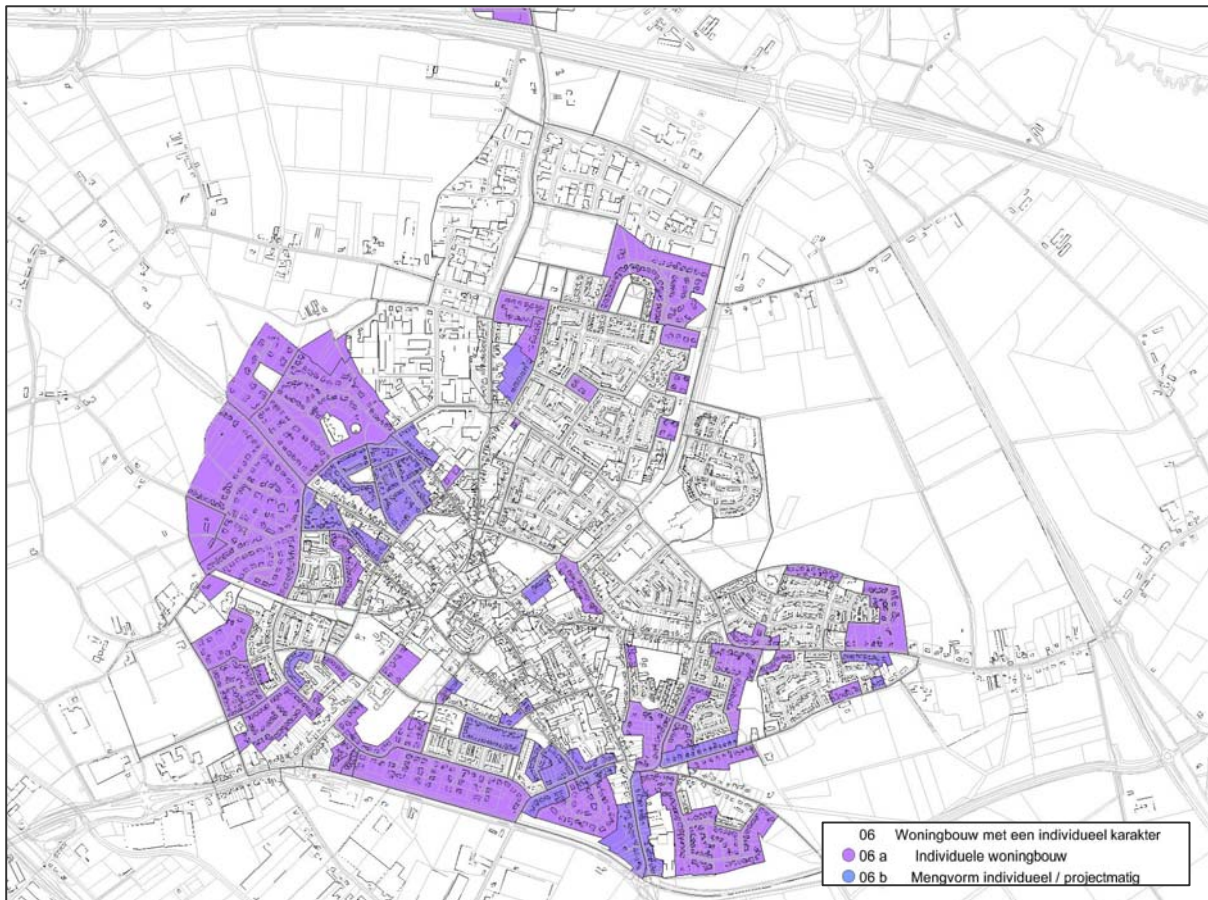 06 Woningbouw met een individueel karakter
06 a Individuele woningbouw
06 b Mengvorm individueel / projectmatig